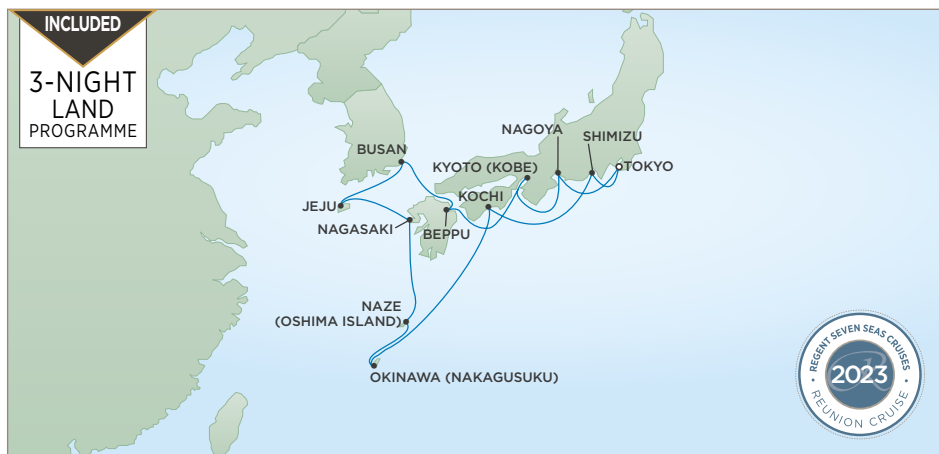 INCLUDED
3-NIGHT
LAND
PROGRAMME
NAGOYA
SHIMIZU
BUSAN
KYOTO (KOBE)
TOKYO
KOCHI
JEJU
NAGASAKI
BEPPU
NAZE
(OSHIMA ISLAND)
OKINAWA (NAKAGUSUKU)
REGENT SEVEN SEAS CRUISES
2023
REUNION CRUISE